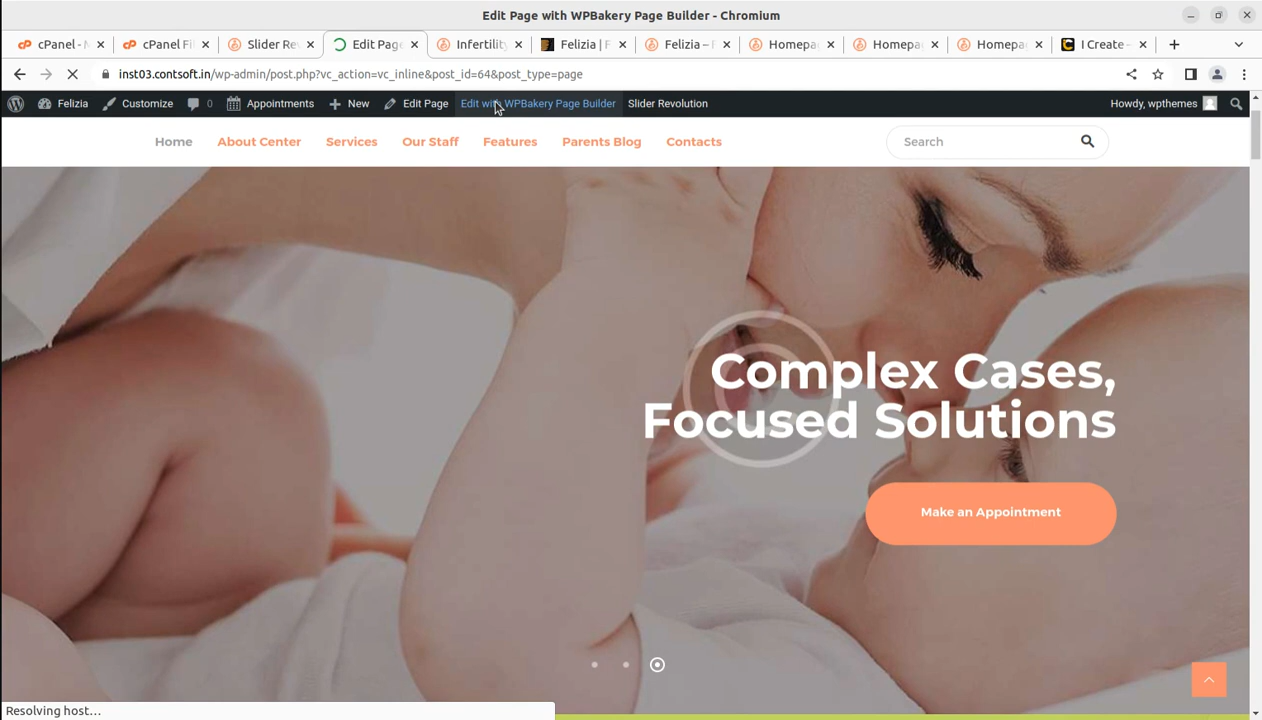 Edit Page with WPBakery Page Builder - Chromium
cPanel - M
cPanel Fi
Slider Re
Edit Page
Infertility
Felizia | F
Felizia – F
Homepa
Homepa
Homepa
I Create -
inst03.contsoft.in/wp-admin/post.php?vc_action=vc_inline&post_id=64&post_type=page
Felizia Customize 0 Appointments New Edit Page Edit with WPBakery Page Builder Slider Revolution Howdy, wpthemes
Home About Center Services Our Staff Features Parents Blog Contacts Search
Complex Cases,
Focused Solutions
Make an Appointment
Resolving host...